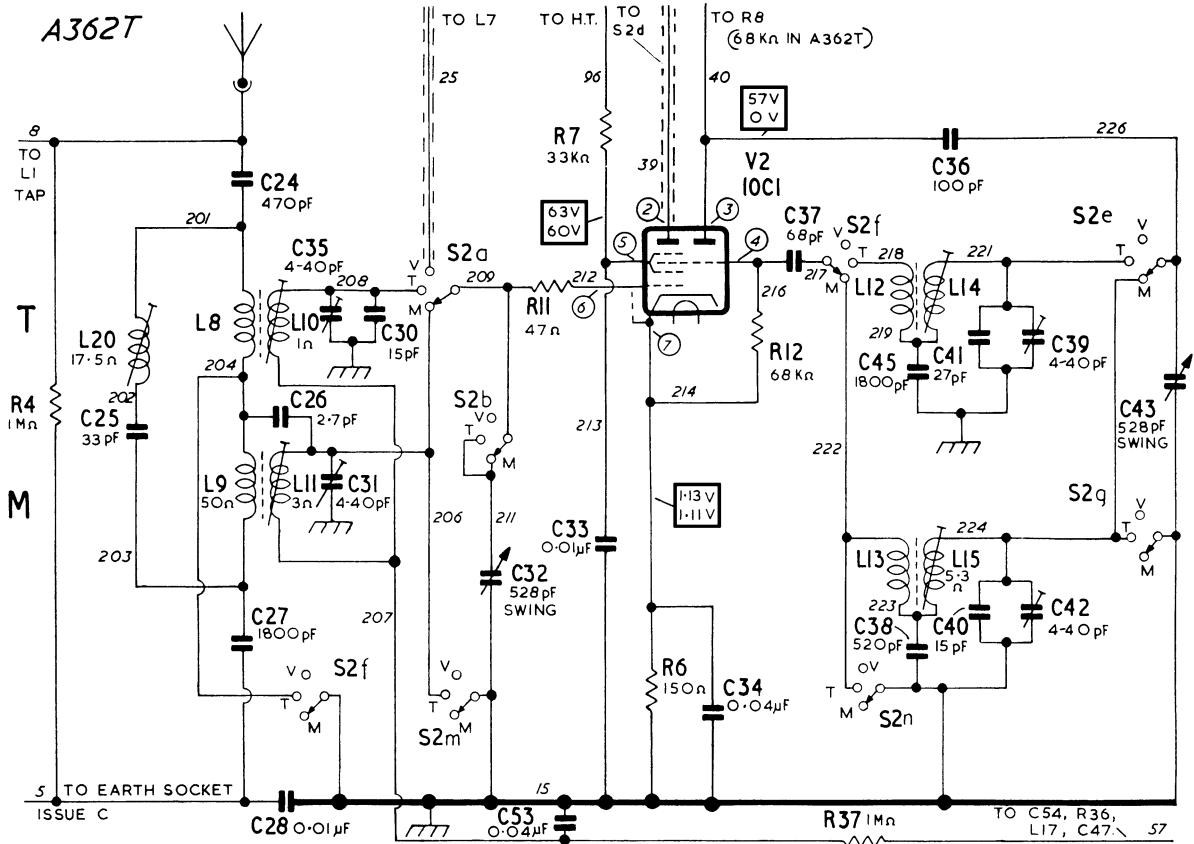 A362T
TO L7
TO H.T.
TO
S2d
TO R8
(68KΩ IN A362T)
25
96
40
57V
0V
8
TO
L1
TAP
R7
33KΩ
39
V2
10C1
C36
100pF
226
C24
470pF
201
63V
60V
2
3
C37
68pF
S2f
V
T
M
S2e
V
T
M
C35
4-40pF
208
V
T
M
S2a
209
212
5
4
6
217
218
221
T
L20
17.5Ω
L8
L10
1Ω
C30
15pF
R11
47Ω
7
216
L12
L14
219
204
R12
68KΩ
C45
1800pF
C41
27pF
C39
4-40pF
202
C26
2.7pF
S2b
V
T
M
214
R4
1MΩ
C25
33pF
C43
528pF
SWING
213
222
M
L9
50Ω
L11
3Ω
C31
4-40pF
1.13V
1.11V
S2g
V
T
M
206
211
C33
0.01µF
224
203
C32
528pF
SWING
L13
L15
5.3
Ω
223
207
C27
1800pF
C38
520pF
C40
15pF
C42
4-40pF
V
T
M
S2f
V
T
M
S2m
R6
150Ω
C34
0.04µF
V
T
M
S2n
5
TO EARTH SOCKET
15
ISSUE C
C28 0.01µF
C53
0.04µF
R37 1MΩ
TO C54, R36,
L17, C47.
57